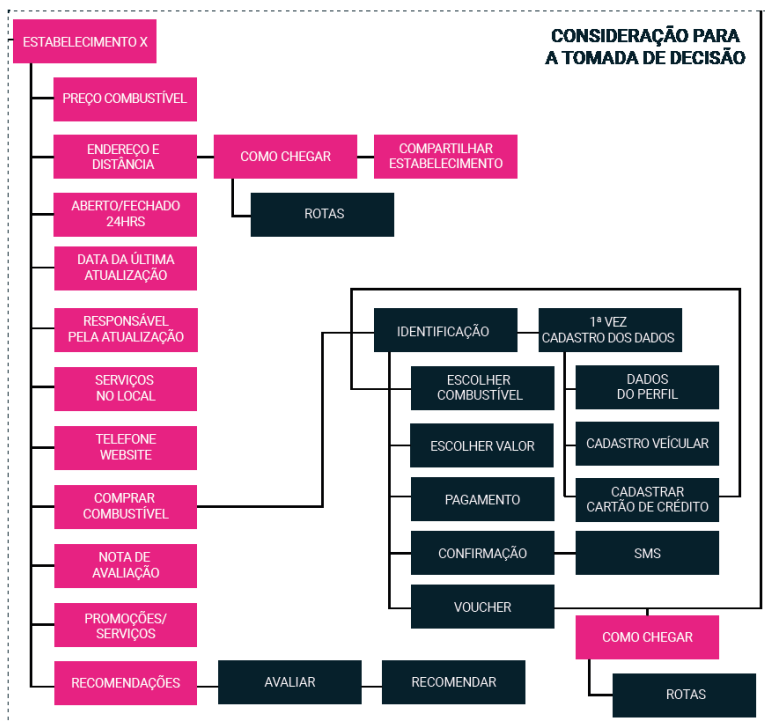 CONSIDERAÇÃO PARA
A TOMADA DE DECISÃO
ESTABELECIMENTO X
PREÇO COMBUSTÍVEL
ENDEREÇO E
DISTÂNCIA
COMO CHEGAR
COMPARTILHAR
ESTABELECIMENTO
ROTAS
ABERTO/FECHADO
24HRS
DATA DA ÚLTIMA
ATUALIZAÇÃO
RESPONSÁVEL
PELA ATUALIZAÇÃO
SERVIÇOS
NO LOCAL
TELEFONE
WEBSITE
COMPRAR
COMBUSTÍVEL
IDENTIFICAÇÃO
1ª VEZ
CADASTRO DOS DADOS
ESCOLHER
COMBUSTÍVEL
DADOS
DO PERFIL
ESCOLHER VALOR
CADASTRO VEÍCULAR
PAGAMENTO
CADASTRAR
CARTÃO DE CRÉDITO
CONFIRMAÇÃO
SMS
VOUCHER
COMO CHEGAR
ROTAS
NOTA DE
AVALIAÇÃO
PROMOÇÕES/
SERVIÇOS
RECOMENDAÇÕES
AVALIAR
RECOMENDAR